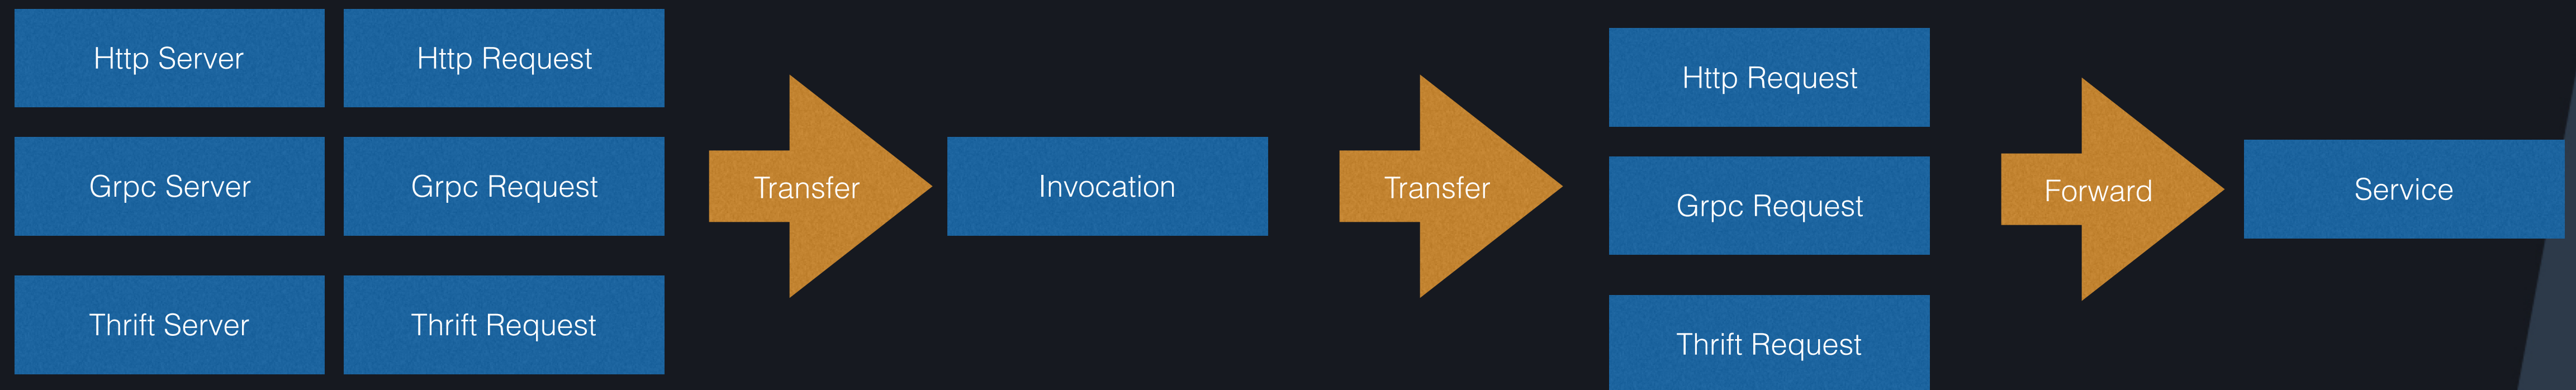 Http Server
Http Request
Grpc Server
Grpc Request
Thrift Server
Thrift Request
Transfer
Invocation
Transfer
Http Request
Grpc Request
Thrift Request
Forward
Service